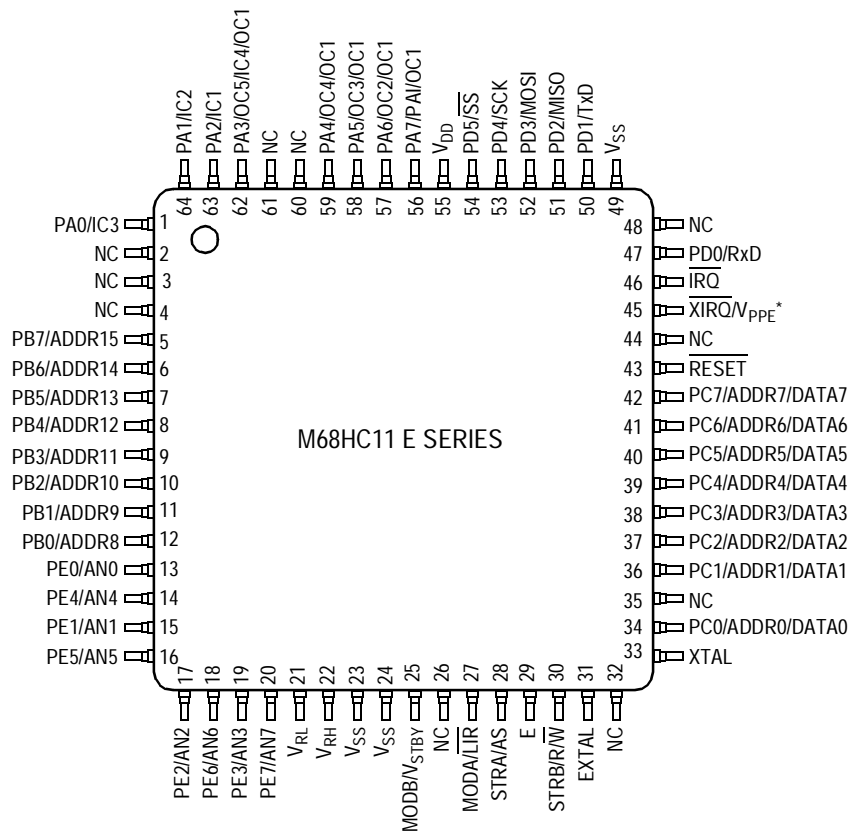 PA1/IC2
PA2/IC1
PA3/OC5/IC4/OC1
NC
NC
PA4/OC4/OC1
PA5/OC3/OC1
PA6/OC2/OC1
PA7/PAI/OC1
VDD
PD5/S̅S̅
PD4/SCK
PD3/MOSI
PD2/MISO
PD1/TxD
VSS
64
63
62
61
60
59
58
57
56
55
54
53
52
51
50
49
PA0/IC3 1
NC 2
NC 3
NC 4
PB7/ADDR15 5
PB6/ADDR14 6
PB5/ADDR13 7
PB4/ADDR12 8
PB3/ADDR11 9
PB2/ADDR10 10
PB1/ADDR9 11
PB0/ADDR8 12
PE0/AN0 13
PE4/AN4 14
PE1/AN1 15
PE5/AN5 16
M68HC11 E SERIES
48 NC
47 PD0/RxD
46 I̅R̅Q̅
45 X̅I̅R̅Q̅/VPPE*
44 NC
43 R̅E̅S̅E̅T̅
42 PC7/ADDR7/DATA7
41 PC6/ADDR6/DATA6
40 PC5/ADDR5/DATA5
39 PC4/ADDR4/DATA4
38 PC3/ADDR3/DATA3
37 PC2/ADDR2/DATA2
36 PC1/ADDR1/DATA1
35 NC
34 PC0/ADDR0/DATA0
33 XTAL
17
18
19
20
21
22
23
24
25
26
27
28
29
30
31
32
PE2/AN2
PE6/AN6
PE3/AN3
PE7/AN7
VRL
VRH
VSS
VSS
MODB/VSTBY
NC
MODA/L̅I̅R̅
STRA/AS
E
STRB/R/W̅
EXTAL
NC